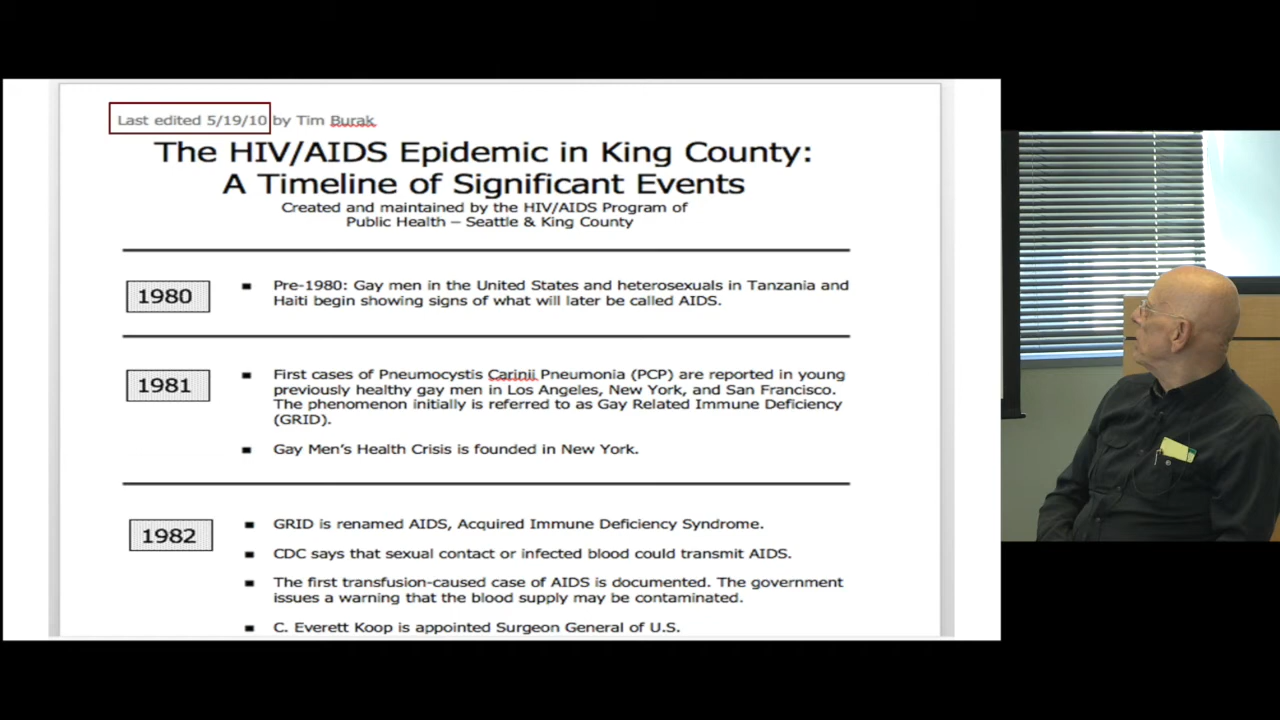 Last edited 5/19/10 by Tim Burak
The HIV/AIDS Epidemic in King County:
A Timeline of Significant Events
Created and maintained by the HIV/AIDS Program of
Public Health – Seattle & King County
1980
▪ Pre-1980: Gay men in the United States and heterosexuals in Tanzania and
Haiti begin showing signs of what will later be called AIDS.
1981
▪ First cases of Pneumocystis Carinii Pneumonia (PCP) are reported in young
previously healthy gay men in Los Angeles, New York, and San Francisco.
The phenomenon initially is referred to as Gay Related Immune Deficiency
(GRID).
▪ Gay Men's Health Crisis is founded in New York.
1982
▪ GRID is renamed AIDS, Acquired Immune Deficiency Syndrome.
▪ CDC says that sexual contact or infected blood could transmit AIDS.
▪ The first transfusion-caused case of AIDS is documented. The government
issues a warning that the blood supply may be contaminated.
▪ C. Everett Koop is appointed Surgeon General of U.S.